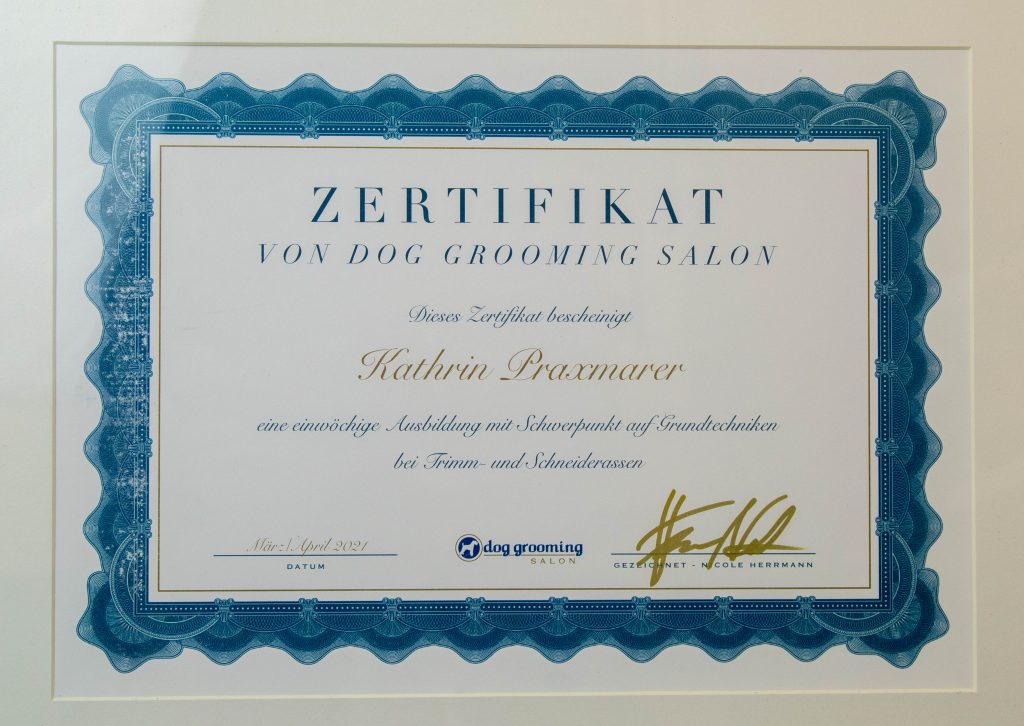 ZERTIFIKAT
VON DOG GROOMING SALON
Dieses Zertifikat bescheinigt
Kathrin Praxmarer
eine einwöchige Ausbildung mit Schwerpunkt auf Grundtechniken
bei Trimm- und Schneiderassen
März/April 2021
DATUM
dog grooming
SALON
GEZEICHNET - NICOLE HERRMANN